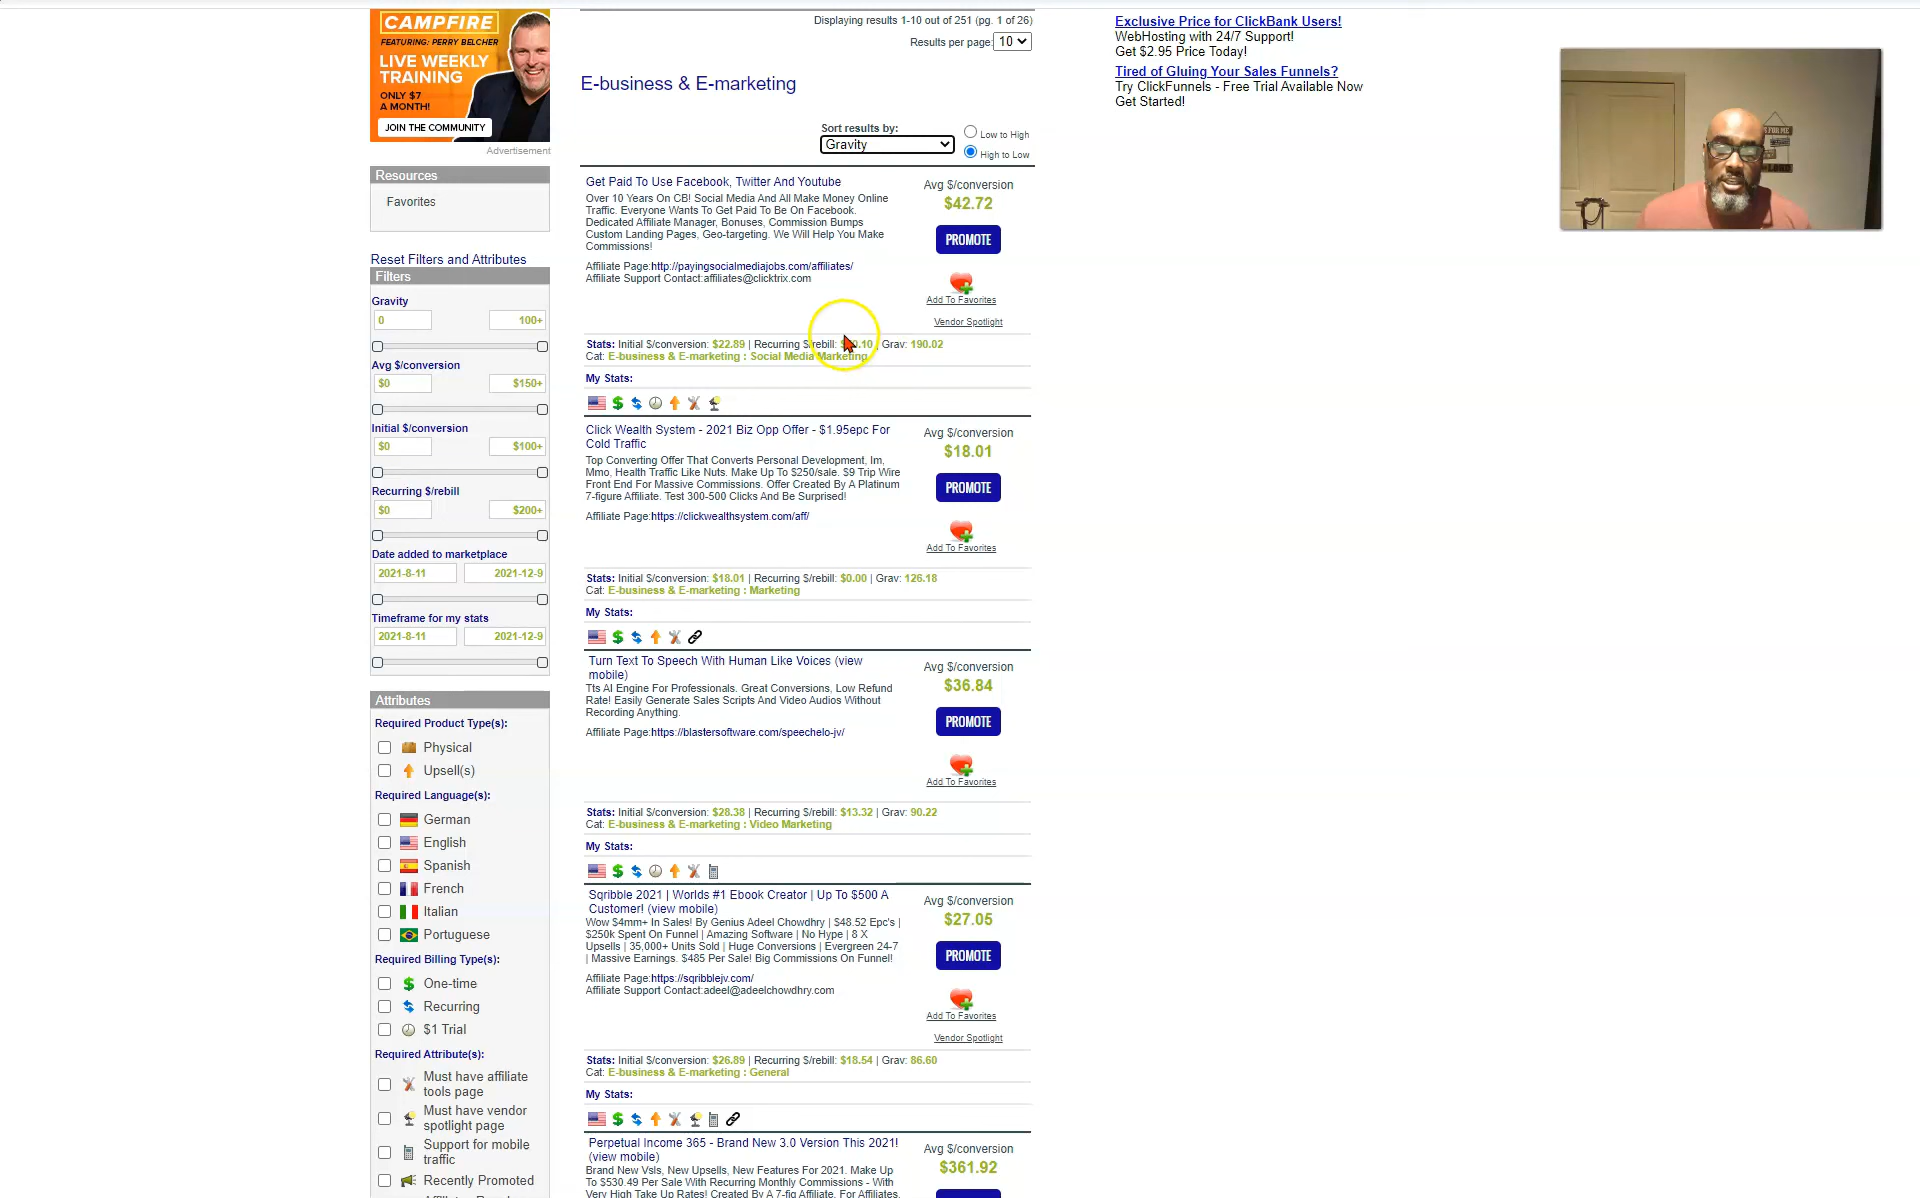 CAMPFIRE
FEATURING: PERRY BELCHER
LIVE WEEKLY
TRAINING
ONLY $7
A MONTH!
JOIN THE COMMUNITY
Advertisement
Resources
Favorites
Reset Filters and Attributes
Filters
Gravity
0 100+
Avg $/conversion
$0 $150+
Initial $/conversion
$0 $100+
Recurring $/rebill
$0 $200+
Date added to marketplace
2021-8-11 2021-12-9
Timeframe for my stats
2021-8-11 2021-12-9
Attributes
Required Product Type(s):
Physical
Upsell(s)
Required Language(s):
German
English
Spanish
French
Italian
Portuguese
Required Billing Type(s):
One-time
Recurring
$1 Trial
Required Attribute(s):
Must have affiliate
tools page
Must have vendor
spotlight page
Support for mobile
traffic
Recently Promoted
Displaying results 1-10 out of 251 (pg. 1 of 26)
Results per page: 10
E-business & E-marketing
Sort results by:
Gravity
Low to High
High to Low
Get Paid To Use Facebook, Twitter And Youtube
Over 10 Years On CB! Social Media And All Make Money Online
Traffic. Everyone Wants To Get Paid To Be On Facebook.
Dedicated Affiliate Manager, Bonuses, Commission Bumps
Custom Landing Pages, Geo-targeting. We Will Help You Make
Commissions!
Affiliate Page:http://payingsocialmediajobs.com/affiliates/
Affiliate Support Contact:affiliates@clicktrix.com
Avg $/conversion
$42.72
PROMOTE
Add To Favorites
Vendor Spotlight
Stats: Initial $/conversion: $22.89 | Recurring $/rebill: | Grav: 190.02
Cat: E-business & E-marketing : Social Media Marketing
My Stats:
Click Wealth System - 2021 Biz Opp Offer - $1.95epc For
Cold Traffic
Top Converting Offer That Converts Personal Development, Im,
Mmo, Health Traffic Like Nuts. Make Up To $250/sale. $9 Trip Wire
Front End For Massive Commissions. Offer Created By A Platinum
7-figure Affiliate. Test 300-500 Clicks And Be Surprised!
Affiliate Page:https://clickwealthsystem.com/aff/
Avg $/conversion
$18.01
PROMOTE
Add To Favorites
Stats: Initial $/conversion: $18.01 | Recurring $/rebill: $0.00 | Grav: 126.18
Cat: E-business & E-marketing : Marketing
My Stats:
Turn Text To Speech With Human Like Voices (view
mobile)
Tts AI Engine For Professionals. Great Conversions, Low Refund
Rate! Easily Generate Sales Scripts And Video Audios Without
Recording Anything.
Affiliate Page:https://blastersoftware.com/speechelo-jv/
Avg $/conversion
$36.84
PROMOTE
Add To Favorites
Stats: Initial $/conversion: $28.38 | Recurring $/rebill: $13.32 | Grav: 90.22
Cat: E-business & E-marketing : Video Marketing
My Stats:
Sqribble 2021 | Worlds #1 Ebook Creator | Up To $500 A
Customer! (view mobile)
Wow $4mm+ In Sales! By Genius Adeel Chowdhry | $48.52 Epc's |
$250k Spent On Funnel | Amazing Software | No Hype | 8 X
Upsells | 35,000+ Units Sold | Huge Conversions | Evergreen 24-7
| Massive Earnings. $485 Per Sale! Big Commissions On Funnel!
Affiliate Page:https://sqribblejv.com/
Affiliate Support Contact:adeel@adeelchowdhry.com
Avg $/conversion
$27.05
PROMOTE
Add To Favorites
Vendor Spotlight
Stats: Initial $/conversion: $26.89 | Recurring $/rebill: $18.54 | Grav: 86.60
Cat: E-business & E-marketing : General
My Stats:
Perpetual Income 365 - Brand New 3.0 Version This 2021!
(view mobile)
Brand New Vsls, New Upsells, New Features For 2021. Make Up
To $530.49 Per Sale With Recurring Monthly Commissions - With
Very High Take Up Rates! Created By A 7-fig Affiliate, For Affiliates.
Avg $/conversion
$361.92
Exclusive Price for ClickBank Users!
WebHosting with 24/7 Support!
Get $2.95 Price Today!
Tired of Gluing Your Sales Funnels?
Try ClickFunnels - Free Trial Available Now
Get Started!